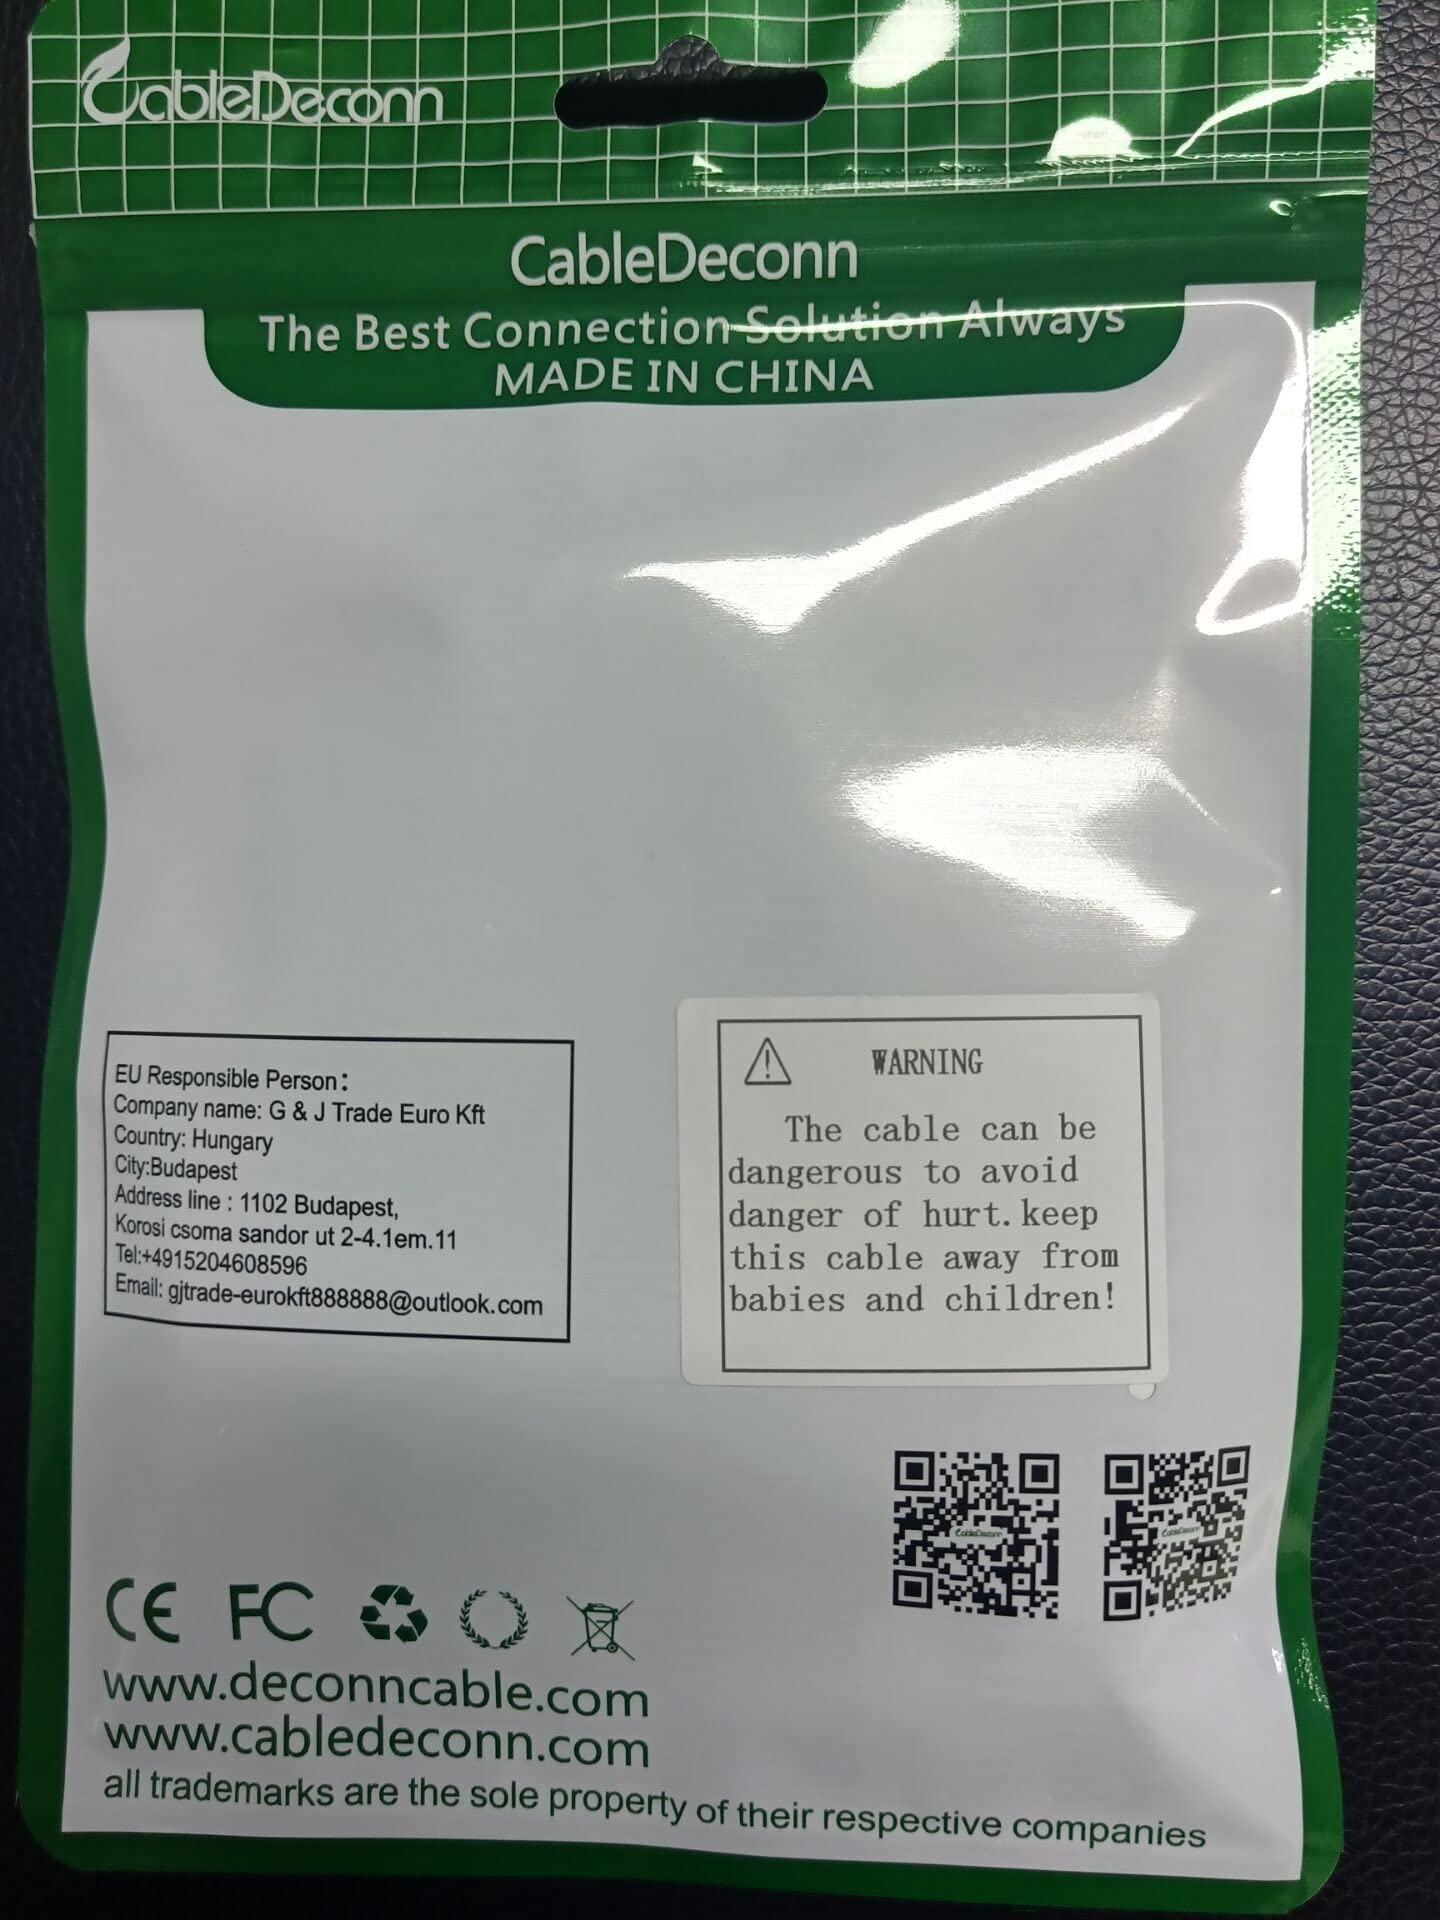 CableDeconn
CableDeconn
The Best Connection Solution Always
MADE IN CHINA
EU Responsible Person:
Company name: G & J Trade Euro Kft
Country: Hungary
City:Budapest
Address line : 1102 Budapest,
Korosi csoma sandor ut 2-4.1em.11
Tel:+4915204608596
Email: gjtrade-eurokft888888@outlook.com
WARNING
The cable can be
dangerous to avoid
danger of hurt.keep
this cable away from
babies and children!
CableDeconn
CableDeconn
CE FC
www.deconncable.com
www.cabledeconn.com
all trademarks are the sole property of their respective companies